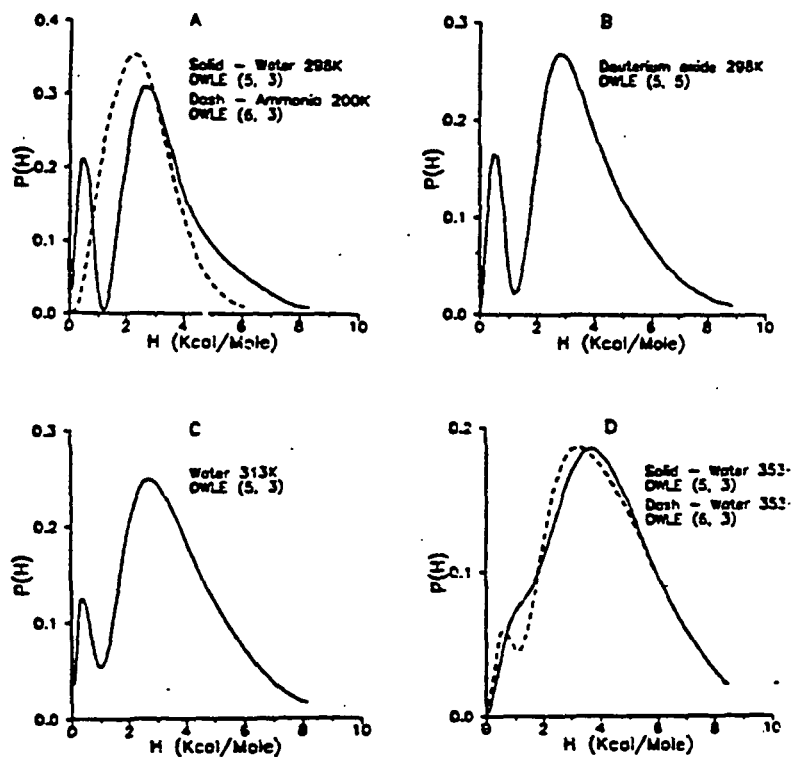 A
0.4
0.3
0.2
0.1
0.0
P(H)
Solid - Water 298K
OWLE (5, 3)
Dash - Ammonia 200K
OWLE (6, 3)
0 2 4 6 8 10
H (Kcal/Mole)
B
0.3
0.2
0.1
0.0
P(H)
Deuterium oxide 298K
OWLE (5, 5)
0 2 4 6 8 10
H (Kcal/Mole)
C
0.3
0.2
0.1
0.0
P(H)
Water 313K
OWLE (5, 3)
0 2 4 6 8 10
H (Kcal/Mole)
D
0.2
0.1
0.0
P(H)
Solid - Water 353
OWLE (5, 3)
Dash - Water 353
OWLE (6, 3)
0 2 4 6 8 10
H (Kcal/Mole)